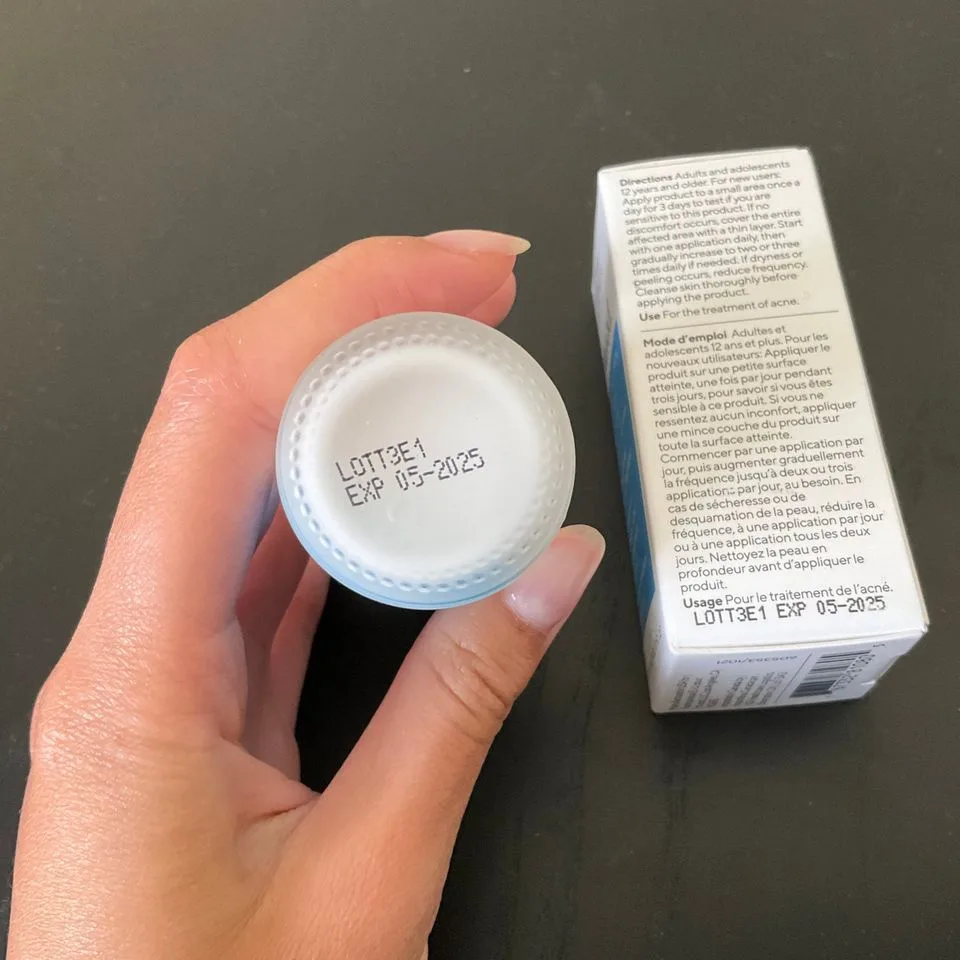 LOTT3E1
EXP 05-2025
Directions Adults and adolescents
12 years and older. For new users:
Apply product to a small area once a
day for 3 days to test if you are
sensitive to this product. If no
discomfort occurs, cover the entire
affected area with a thin layer. Start
with one application daily, then
gradually increase to two or three
times daily if needed. If dryness or
peeling occurs, reduce frequency.
Cleanse skin thoroughly before
applying the product.
Use For the treatment of acne.
Mode d'emploi Adultes et
adolescents 12 ans et plus. Pour les
nouveaux utilisateurs: Appliquer le
produit sur une petite surface
atteinte, une fois par jour pendant
trois jours, pour savoir si vous êtes
sensible à ce produit. Si vous ne
ressentez aucun inconfort, appliquer
une mince couche du produit sur
toute la surface atteinte.
Commencer par une application par
jour, puis augmenter graduellement
la fréquence jusqu'à deux ou trois
applications par jour, au besoin. En
cas de sécheresse ou de
desquamation de la peau, réduire la
fréquence, à une application par jour
ou à une application tous les deux
jours. Nettoyez la peau en
profondeur avant d'appliquer le
produit.
Usage Pour le traitement de l'acné.
LOTT3E1 EXP 05-2025